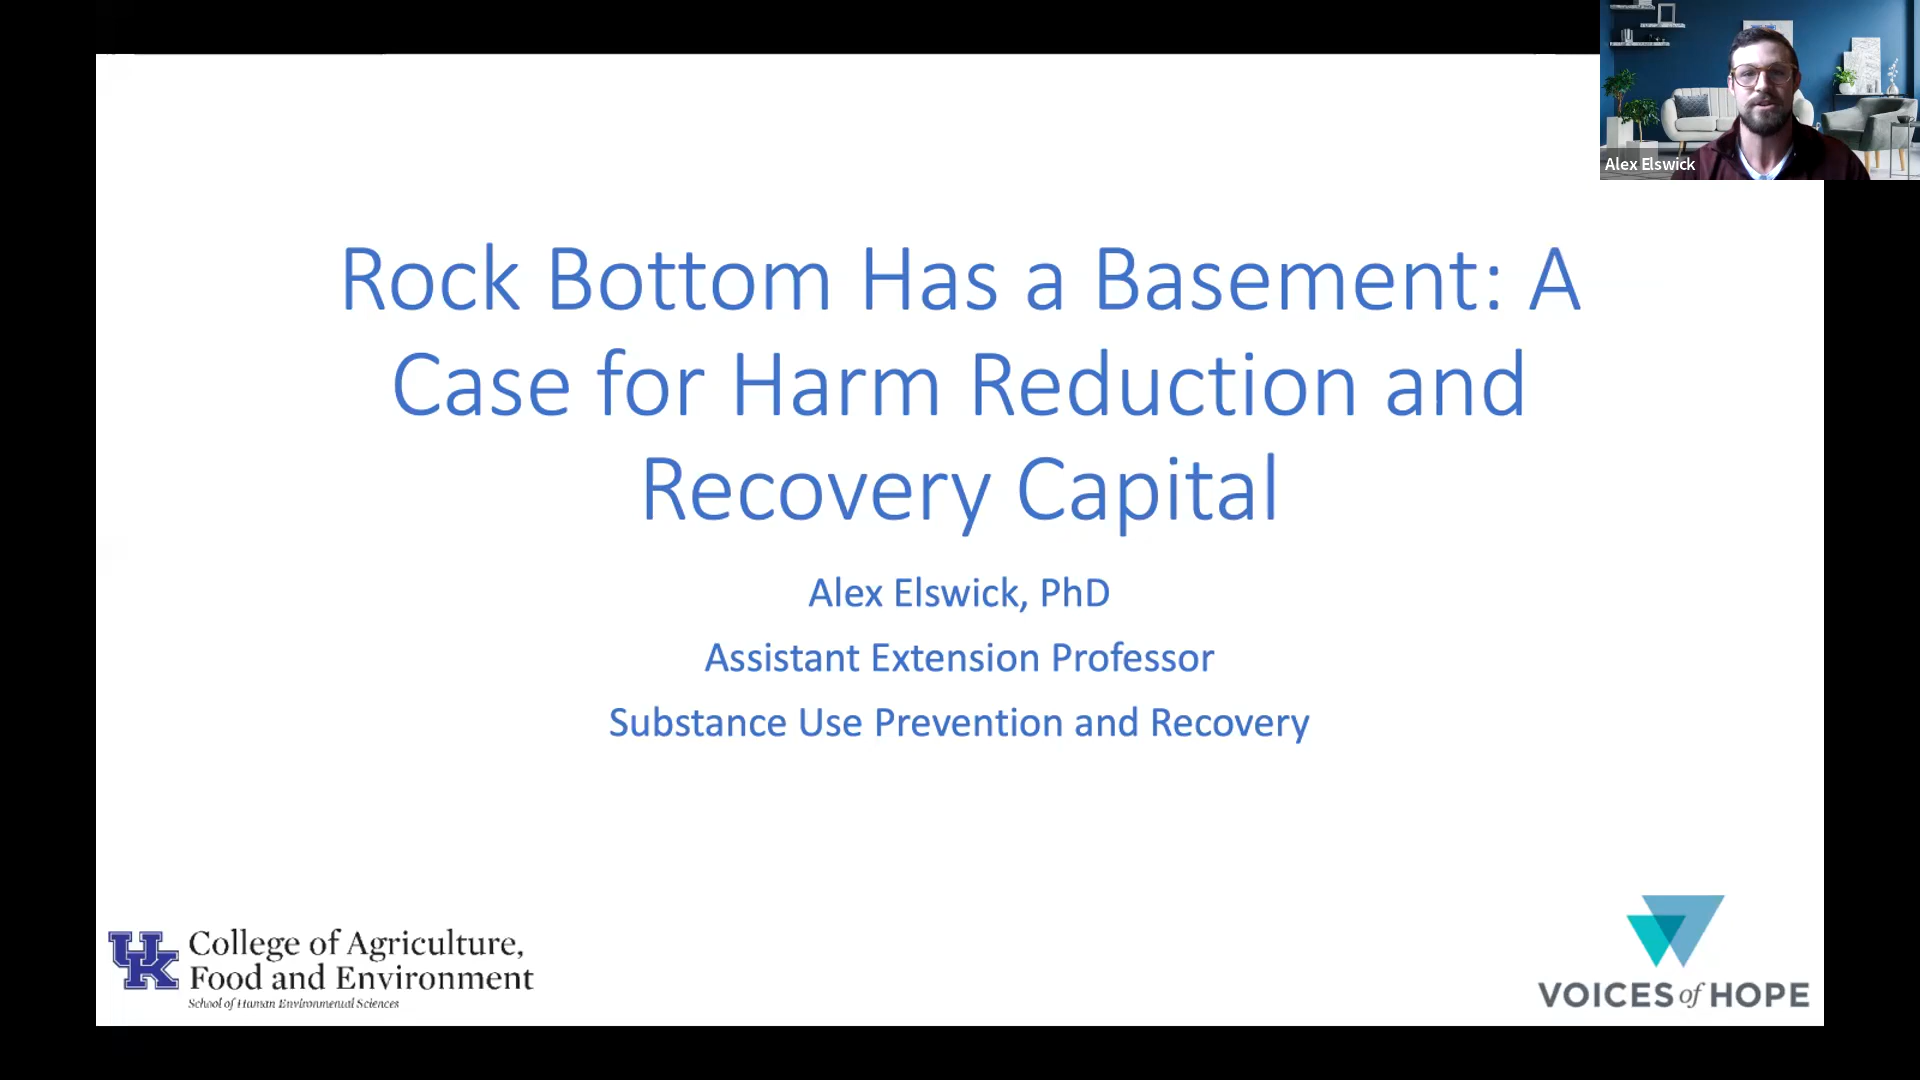 Alex Elswick
Rock Bottom Has a Basement: A
Case for Harm Reduction and
Recovery Capital
Alex Elswick, PhD
Assistant Extension Professor
Substance Use Prevention and Recovery
UK
College of Agriculture,
Food and Environment
School of Human Environmental Sciences
VOICES of HOPE